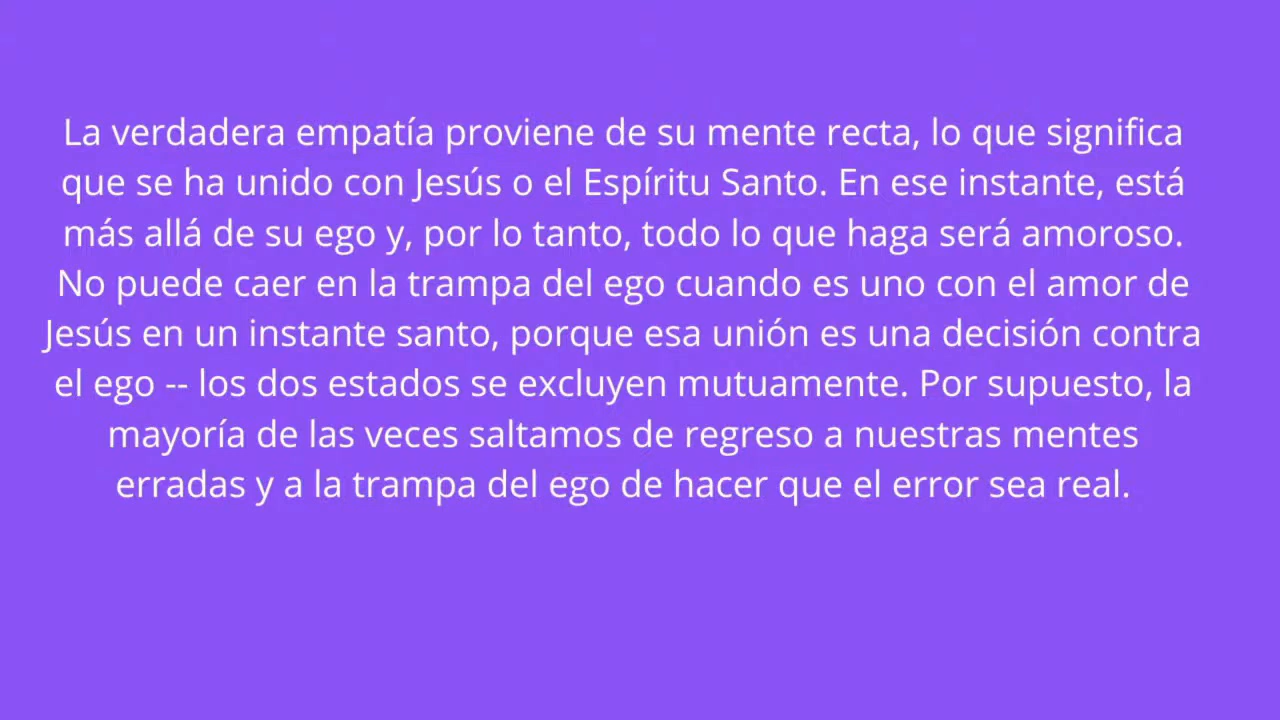 La verdadera empatía proviene de su mente recta, lo que significa
que se ha unido con Jesús o el Espíritu Santo. En ese instante, está
más allá de su ego y, por lo tanto, todo lo que haga será amoroso.
No puede caer en la trampa del ego cuando es uno con el amor de
Jesús en un instante santo, porque esa unión es una decisión contra
el ego -- los dos estados se excluyen mutuamente. Por supuesto, la
mayoría de las veces saltamos de regreso a nuestras mentes
erradas y a la trampa del ego de hacer que el error sea real.